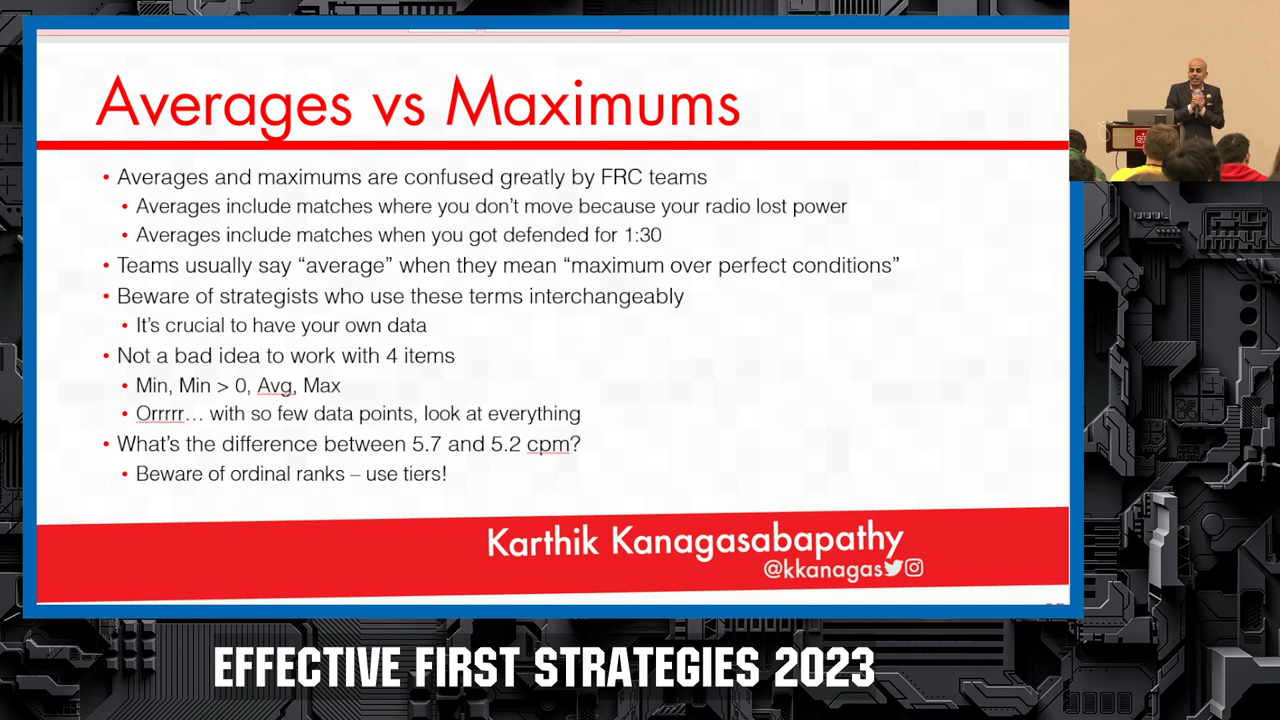 Averages vs Maximums
• Averages and maximums are confused greatly by FRC teams
• Averages include matches where you don’t move because your radio lost power
• Averages include matches when you got defended for 1:30
• Teams usually say “average” when they mean “maximum over perfect conditions”
• Beware of strategists who use these terms interchangeably
• It’s crucial to have your own data
• Not a bad idea to work with 4 items
• Min, Min > 0, Avg, Max
• Orrrrr… with so few data points, look at everything
• What’s the difference between 5.7 and 5.2 cpm?
• Beware of ordinal ranks – use tiers!
Karthik Kanagasabapathy
@kkanagas
EFFECTIVE FIRST STRATEGIES 2023